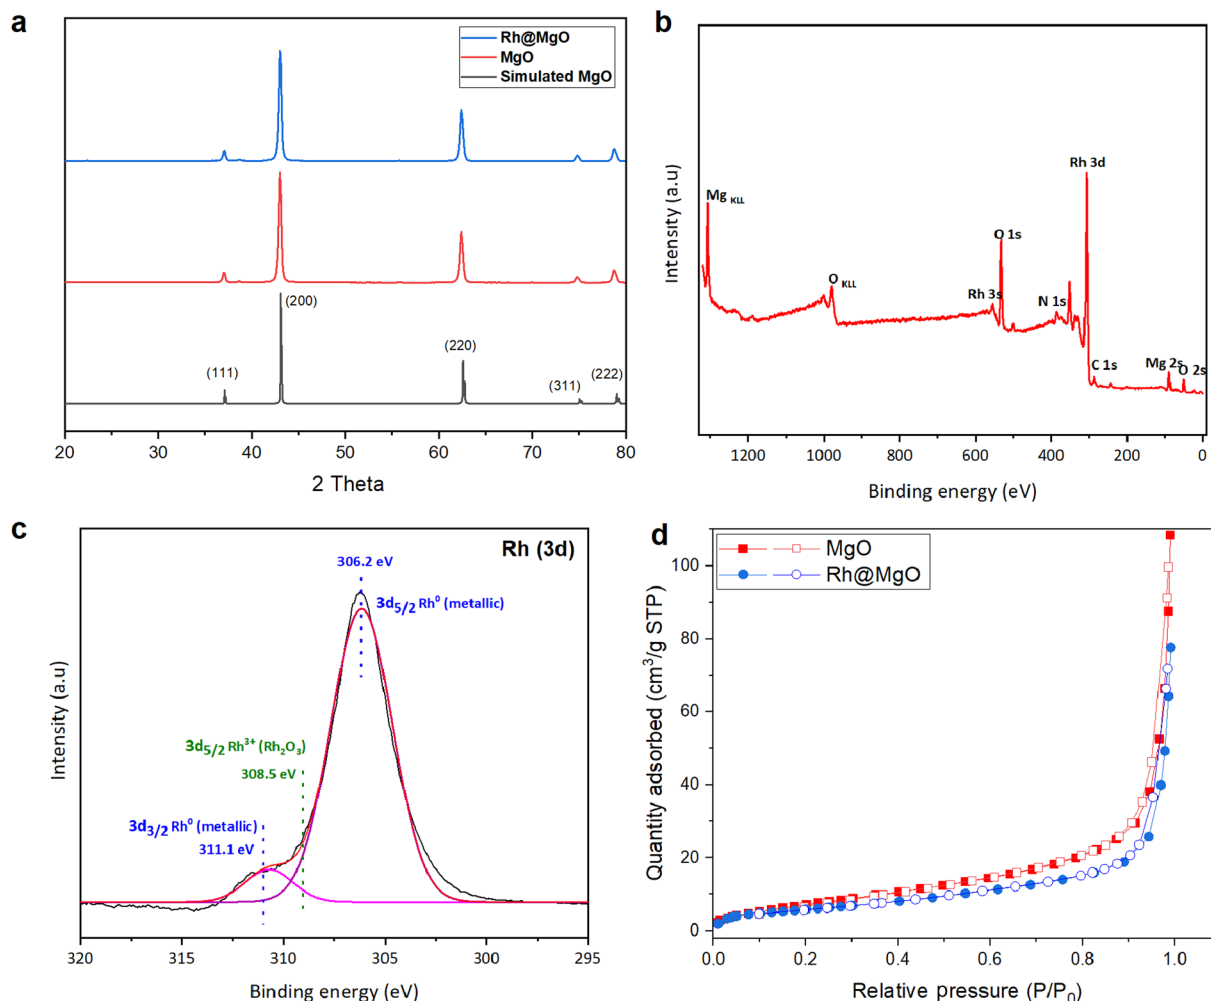 a
Rh@MgO
MgO
Simulated MgO
(111)
(200)
(220)
(311)
(222)
20 30 40 50 60 70 80
2 Theta
b
Intensity (a.u)
Mg KLL
O KLL
Rh 3s
O 1s
N 1s
Rh 3d
C 1s
Mg 2s
O 2s
1200 1000 800 600 400 200 0
Binding energy (eV)
c
Rh (3d)
Intensity (a.u)
306.2 eV
3d5/2 Rh⁰ (metallic)
3d5/2 Rh³⁺ (Rh₂O₃)
308.5 eV
3d3/2 Rh⁰ (metallic)
311.1 eV
320 315 310 305 300 295
Binding energy (eV)
d
MgO
Rh@MgO
Quantity adsorbed (cm³/g STP)
100
80
60
40
20
0
0.0 0.2 0.4 0.6 0.8 1.0
Relative pressure (P/P₀)